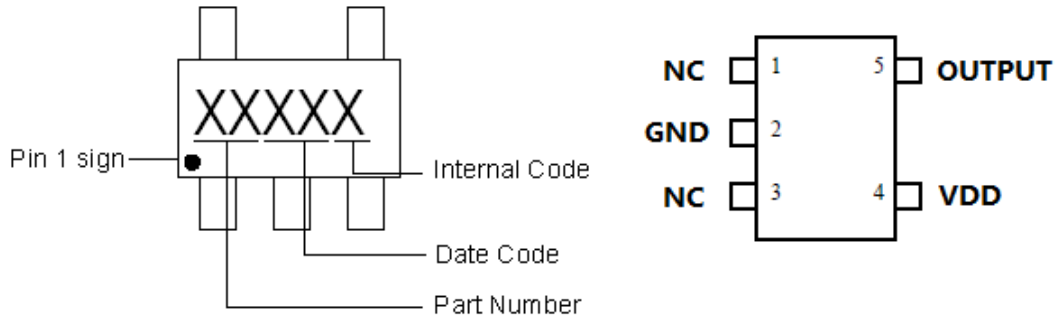 XXXXX
Pin 1 sign
Internal Code
Date Code
Part Number
NC 1 5 OUTPUT
GND 2
NC 3 4 VDD